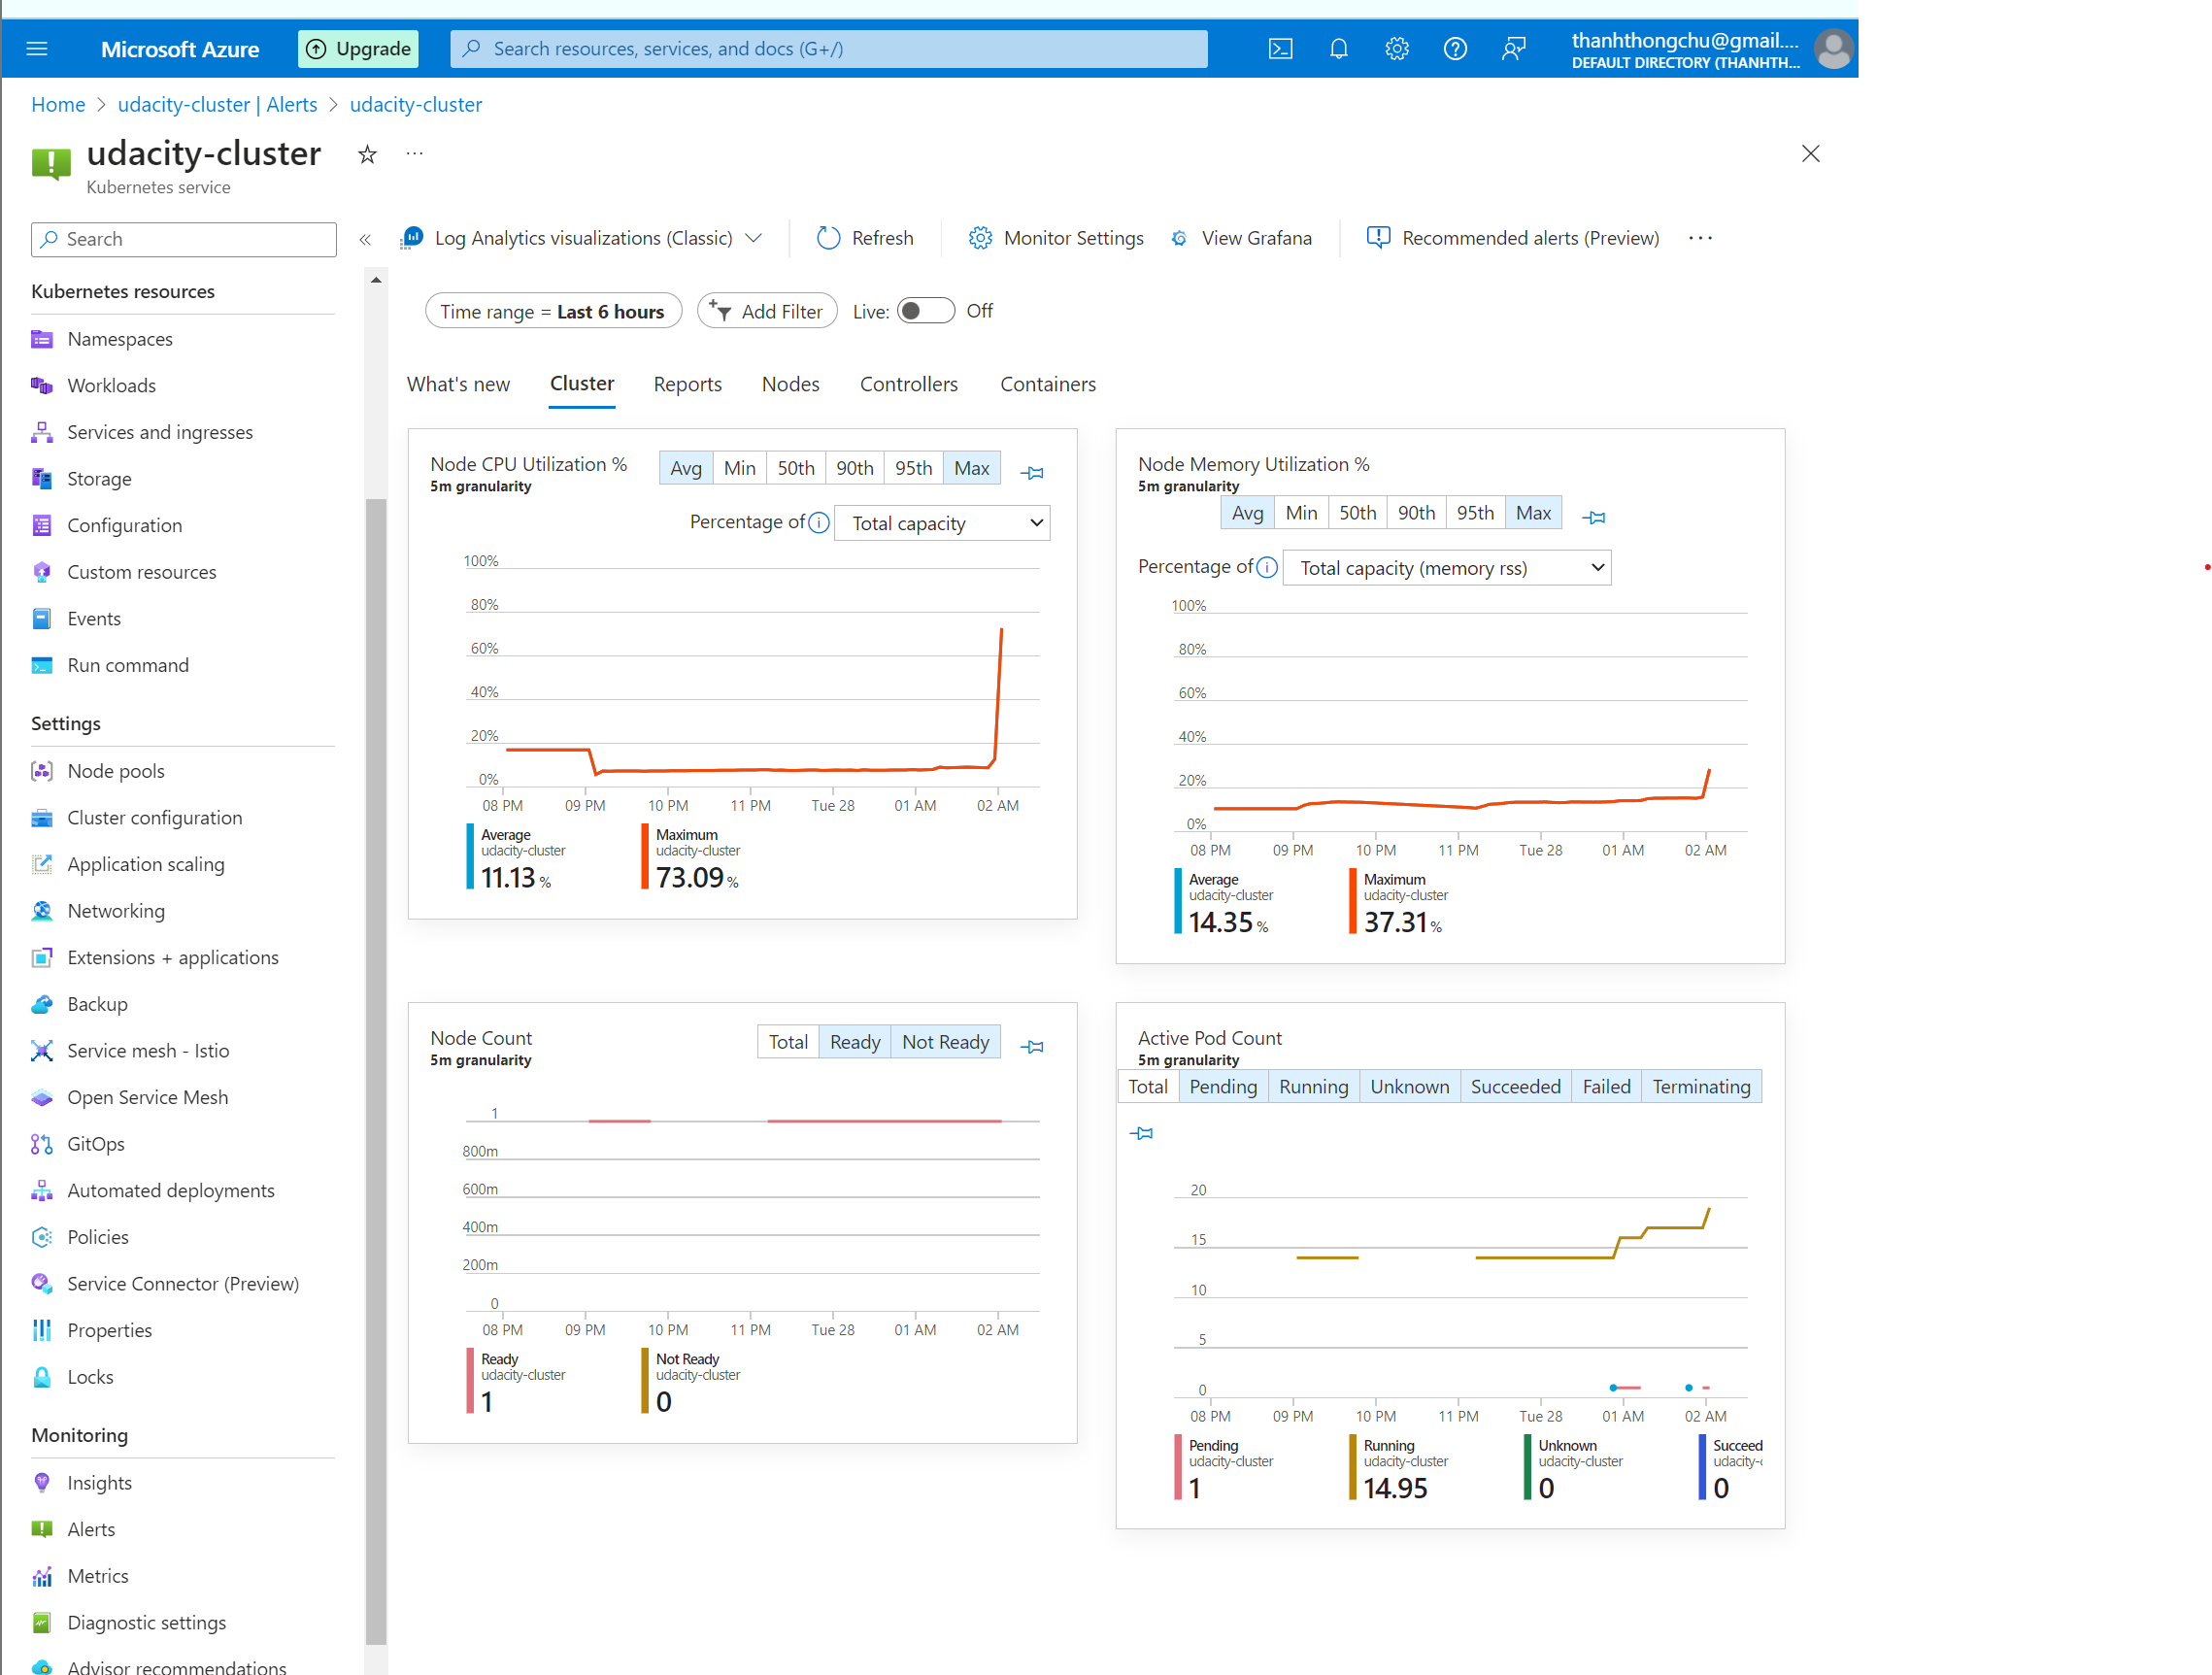 Microsoft Azure
Upgrade
Search resources, services, and docs (G+/)
thanhthongchu@gmail....
DEFAULT DIRECTORY (THANHTH...
Home > udacity-cluster | Alerts > udacity-cluster
udacity-cluster
...
Kubernetes service
Search
Kubernetes resources
Namespaces
Workloads
Services and ingresses
Storage
Configuration
Custom resources
Events
Run command
Settings
Node pools
Cluster configuration
Application scaling
Networking
Extensions + applications
Backup
Service mesh - Istio
Open Service Mesh
GitOps
Automated deployments
Policies
Service Connector (Preview)
Properties
Locks
Monitoring
Insights
Alerts
Metrics
Diagnostic settings
Advisor recommendations
Log Analytics visualizations (Classic)
Refresh
Monitor Settings
View Grafana
Recommended alerts (Preview)
...
Time range = Last 6 hours
Add Filter
Live:
Off
What's new
Cluster
Reports
Nodes
Controllers
Containers
Node CPU Utilization %
5m granularity
Avg Min 50th 90th 95th Max
Percentage of Total capacity
100%
80%
60%
40%
20%
0%
08 PM 09 PM 10 PM 11 PM Tue 28 01 AM 02 AM
Average
udacity-cluster
11.13 %
Maximum
udacity-cluster
73.09 %
Node Memory Utilization %
5m granularity
Avg Min 50th 90th 95th Max
Percentage of Total capacity (memory rss)
100%
80%
60%
40%
20%
0%
08 PM 09 PM 10 PM 11 PM Tue 28 01 AM 02 AM
Average
udacity-cluster
14.35 %
Maximum
udacity-cluster
37.31 %
Node Count
5m granularity
Total Ready Not Ready
1
800m
600m
400m
200m
0
08 PM 09 PM 10 PM 11 PM Tue 28 01 AM 02 AM
Ready
udacity-cluster
1
Not Ready
udacity-cluster
0
Active Pod Count
5m granularity
Total Pending Running Unknown Succeeded Failed Terminating
20
15
10
5
0
08 PM 09 PM 10 PM 11 PM Tue 28 01 AM 02 AM
Pending
udacity-cluster
1
Running
udacity-cluster
14.95
Unknown
udacity-cluster
0
Succeed
udacity-c
0